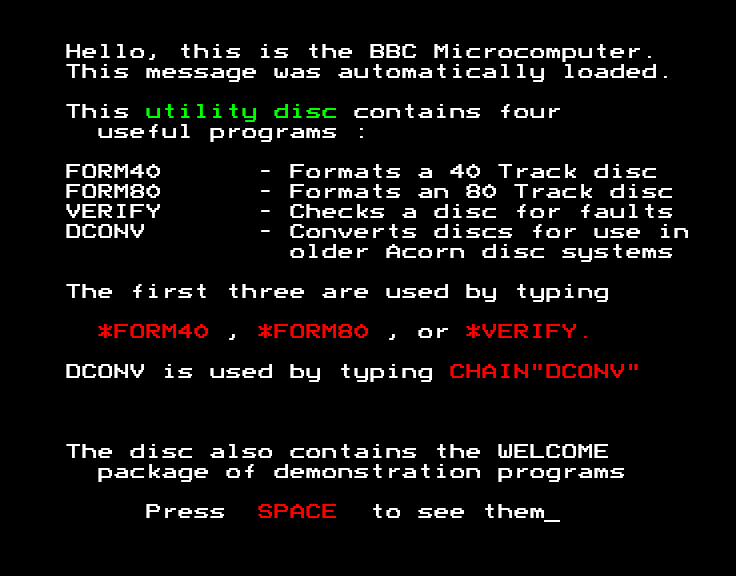 Hello, this is the BBC Microcomputer.
This message was automatically loaded.
This utility disc contains four
useful programs :
FORM40 - Formats a 40 Track disc
FORM80 - Formats an 80 Track disc
VERIFY - Checks a disc for faults
DCONV - Converts discs for use in
older Acorn disc systems
The first three are used by typing
*FORM40 , *FORM80 , or *VERIFY.
DCONV is used by typing CHAIN"DCONV"
The disc also contains the WELCOME
package of demonstration programs
Press SPACE to see them_